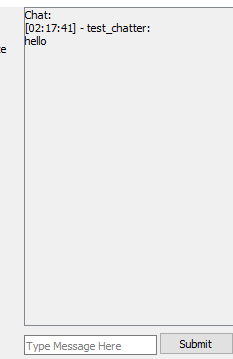 Chat:
[02:17:41] - test_chatter:
hello
Type Message Here
Submit